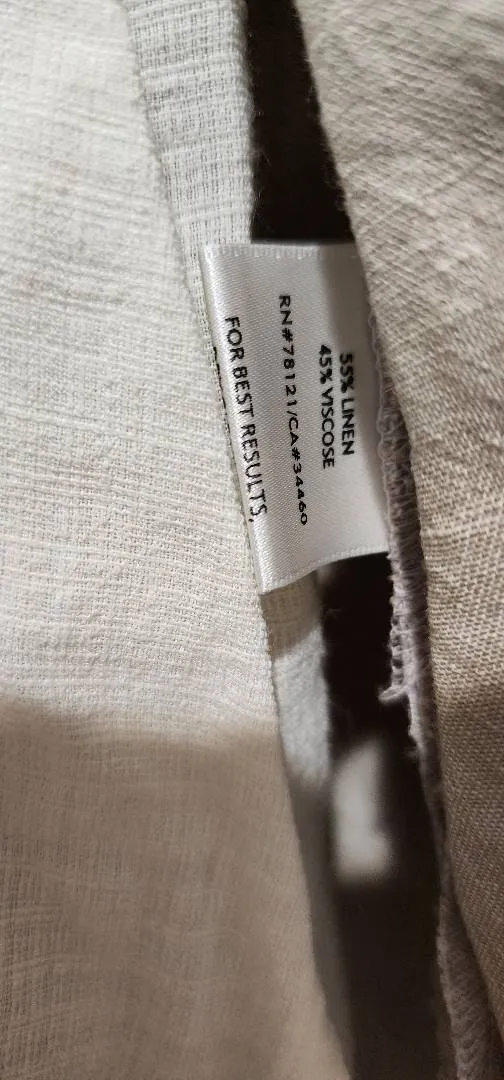 55% LINEN
45% VISCOSE
RN#78121/CA#34460
FOR BEST RESULTS,